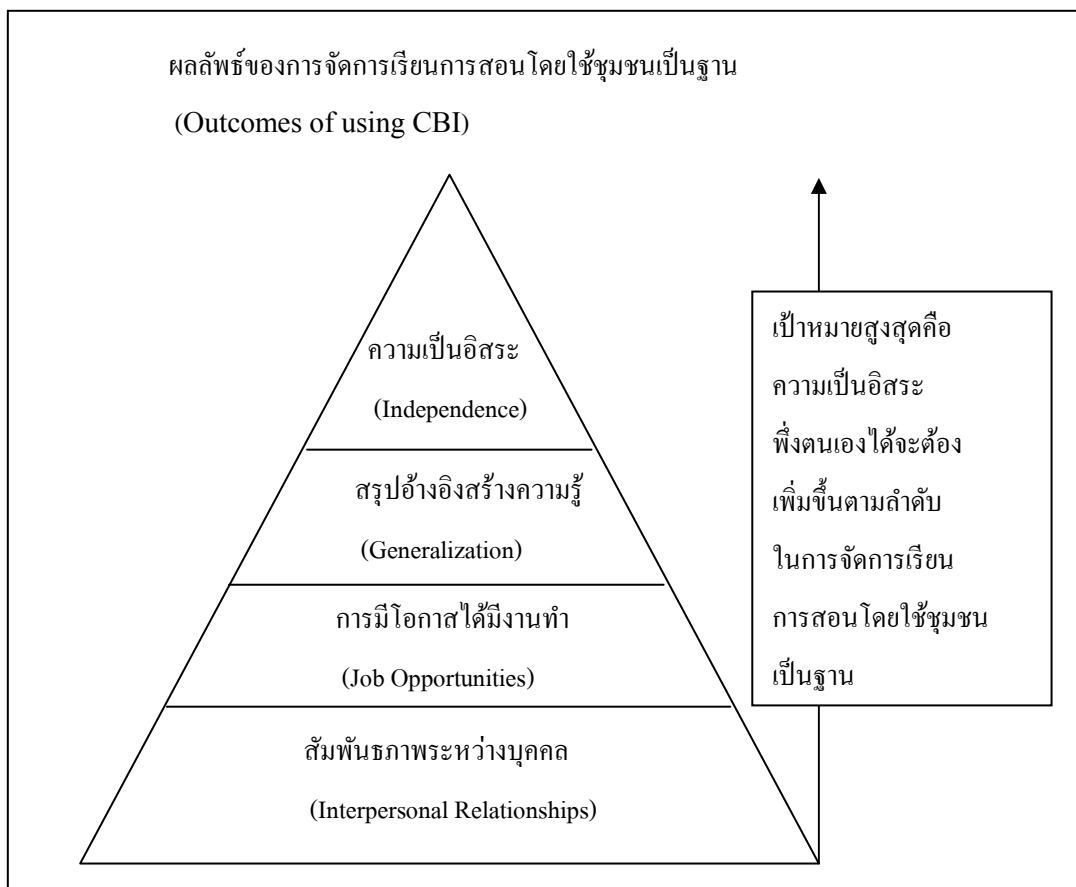 ผลลัพธ์ของการจัดการเรียนการสอนโดยใช้ชุมชนเป็นฐาน
(Outcomes of using CBI)
ความเป็นอิสระ
(Independence)
สรุปอ้างอิงสร้างความรู้
(Generalization)
การมีโอกาสได้มีงานทำ
(Job Opportunities)
สัมพันธภาพระหว่างบุคคล
(Interpersonal Relationships)
เป้าหมายสูงสุดคือ
ความเป็นอิสระ
พึ่งตนเองได้จะต้อง
เพิ่มขึ้นตามลำดับ
ในการจัดการเรียน
การสอนโดยใช้ชุมชน
เป็นฐาน